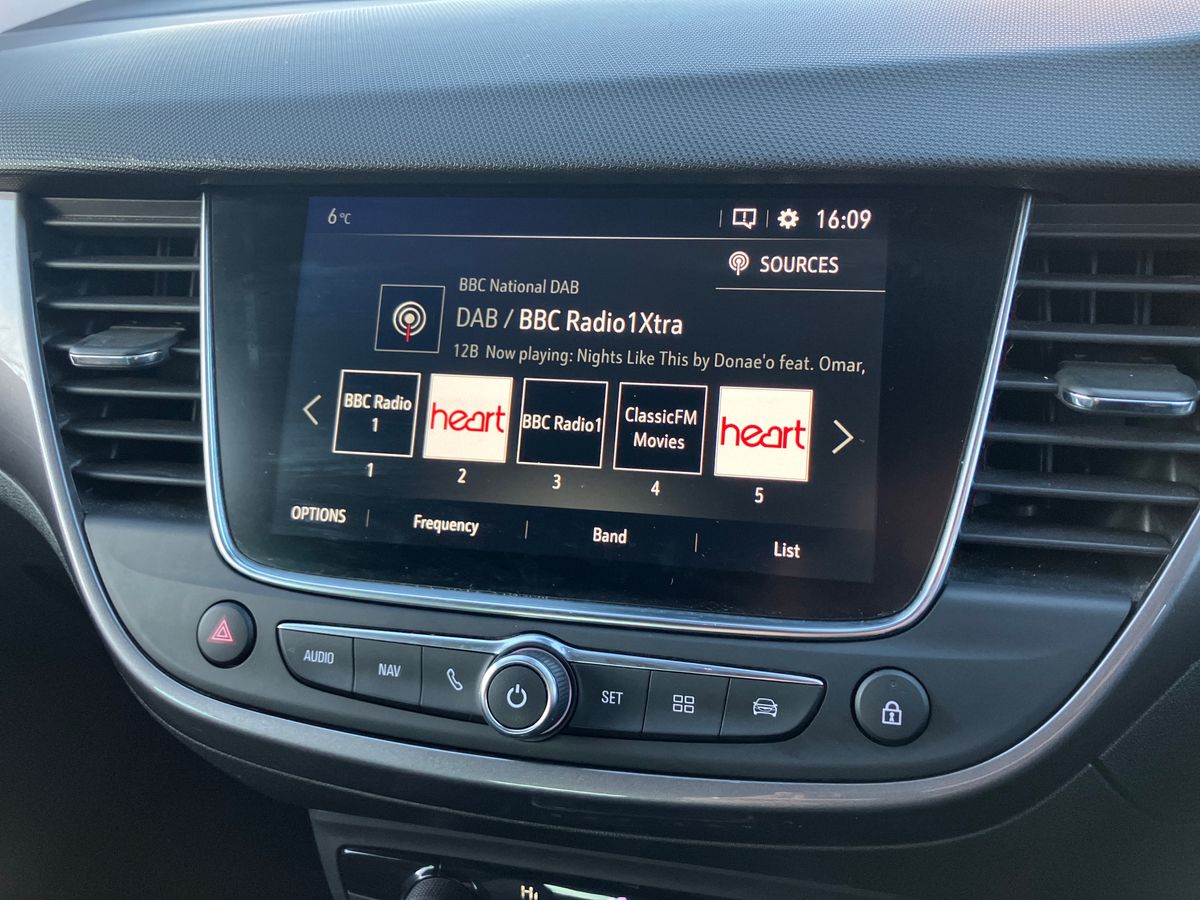 6 °C
16:09
SOURCES
BBC National DAB
DAB / BBC Radio1Xtra
12B Now playing: Nights Like This by Donae'o feat. Omar,
BBC Radio
1
heart
BBC Radio1
ClassicFM
Movies
heart
1
2
3
4
5
OPTIONS
Frequency
Band
List
AUDIO
NAV
SET